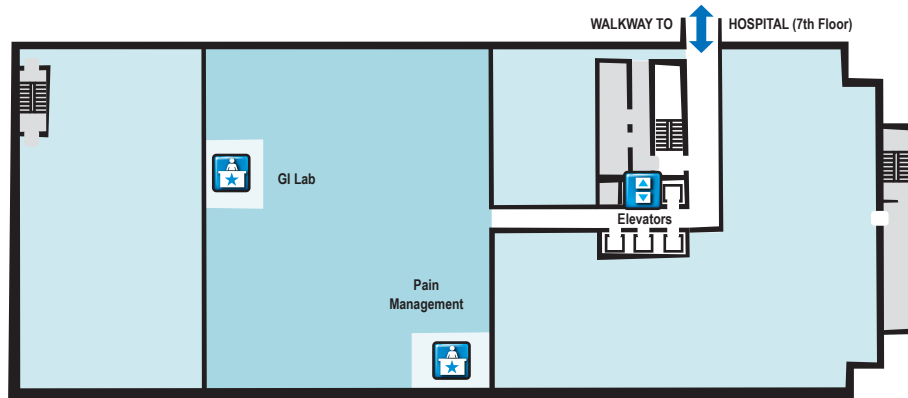 WALKWAY TO HOSPITAL (7th Floor)
GI Lab
Elevators
Pain
Management